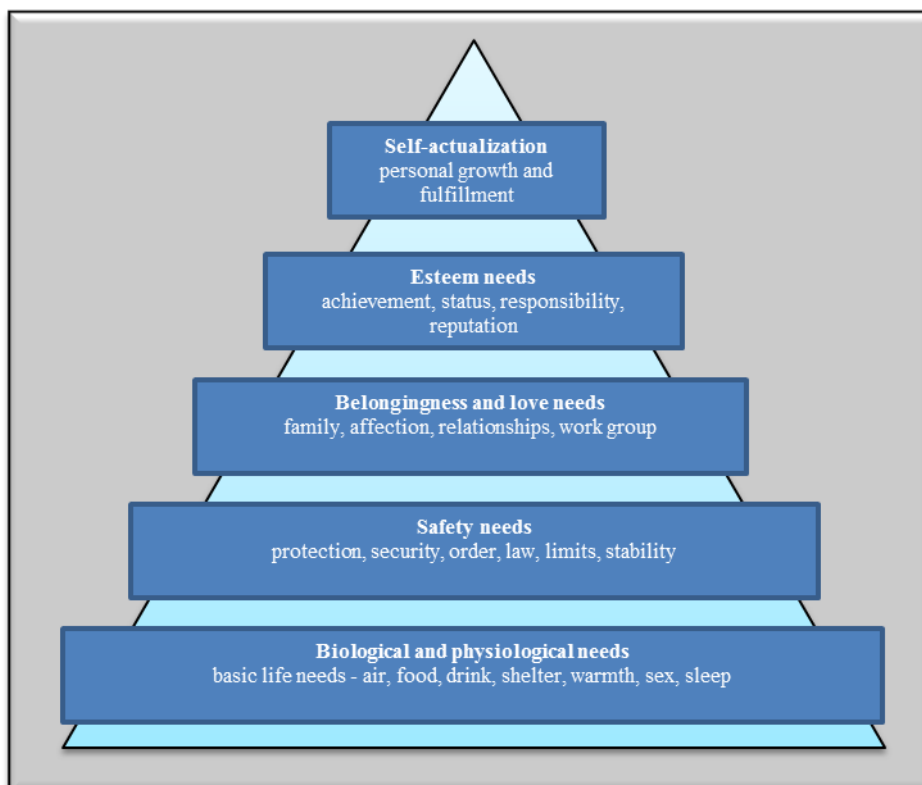 Self-actualization
personal growth and
fulfillment
Esteem needs
achievement, status, responsibility,
reputation
Belongingness and love needs
family, affection, relationships, work group
Safety needs
protection, security, order, law, limits, stability
Biological and physiological needs
basic life needs - air, food, drink, shelter, warmth, sex, sleep